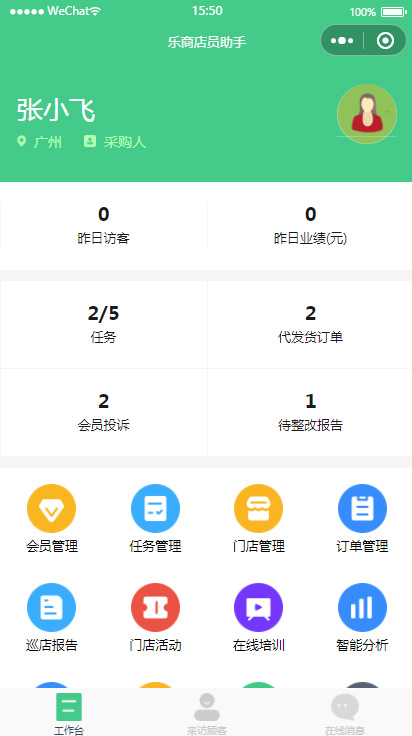 WeChat 15:50 100%
乐商店员助手
张小飞
广州 采购人
0 0
昨日访客 昨日业绩(元)
2/5 2
任务 代发货订单
2 1
会员投诉 待整改报告
会员管理 任务管理 门店管理 订单管理
巡店报告 门店活动 在线培训 智能分析
工作台 来访顾客 在线消息